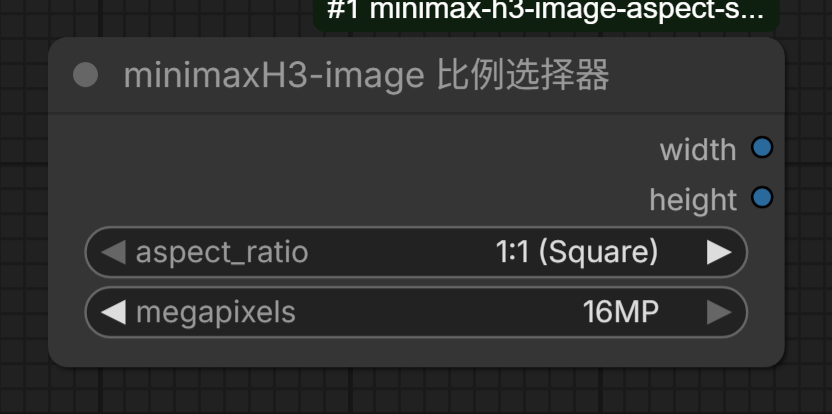 #1 minimax-h3-image-aspect-s...
minimaxH3-image 比例选择器
width
height
aspect_ratio 1:1 (Square)
megapixels 16MP